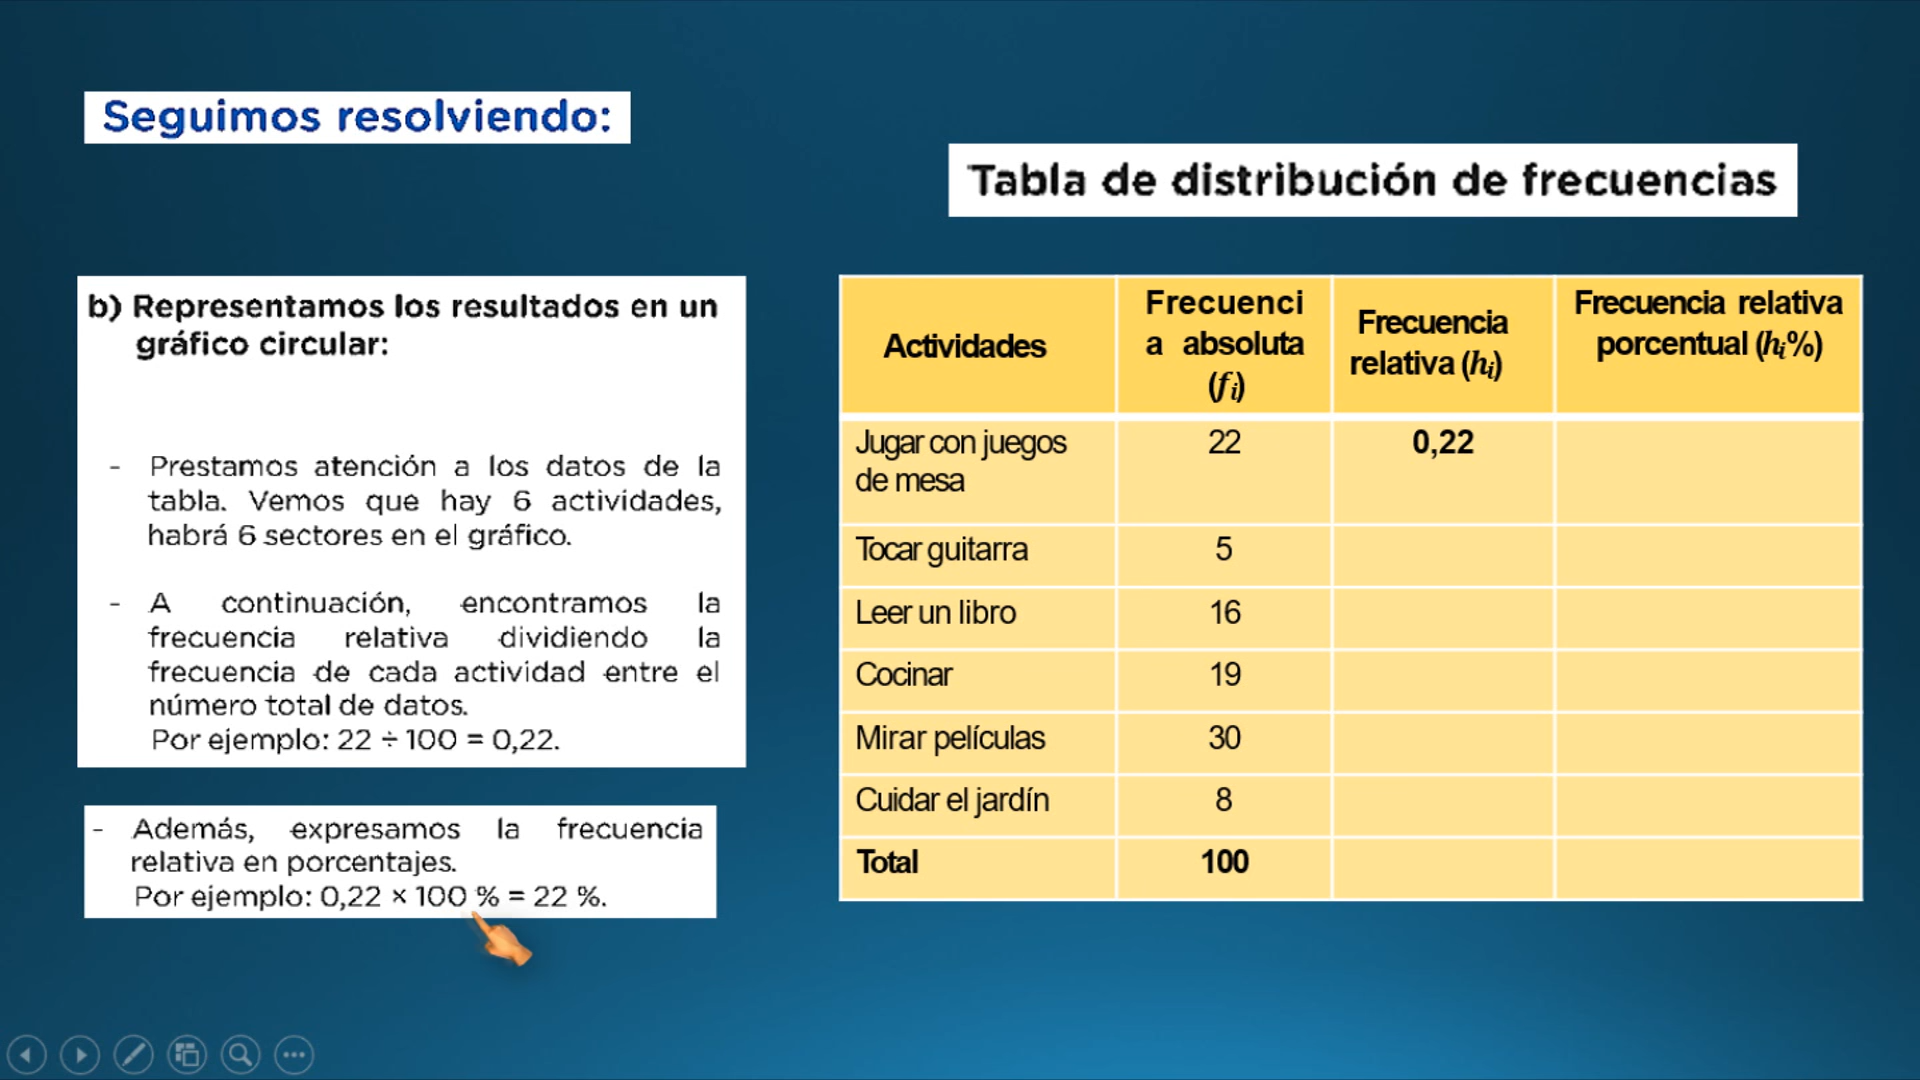 Seguimos resolviendo:
Tabla de distribución de frecuencias
b) Representamos los resultados en un
gráfico circular:
- Prestamos atención a los datos de la
tabla. Vemos que hay 6 actividades,
habrá 6 sectores en el gráfico.
- A continuación, encontramos la
frecuencia relativa dividiendo la
frecuencia de cada actividad entre el
número total de datos.
Por ejemplo: 22 ÷ 100 = 0,22.
- Además, expresamos la frecuencia
relativa en porcentajes.
Por ejemplo: 0,22 × 100 % = 22 %.
Actividades
Frecuenci
a absoluta
(fi)
Frecuencia
relativa (hi)
Frecuencia relativa
porcentual (hi%)
Jugar con juegos
de mesa
22
0,22
Tocar guitarra
5
Leer un libro
16
Cocinar
19
Mirar películas
30
Cuidar el jardín
8
Total
100